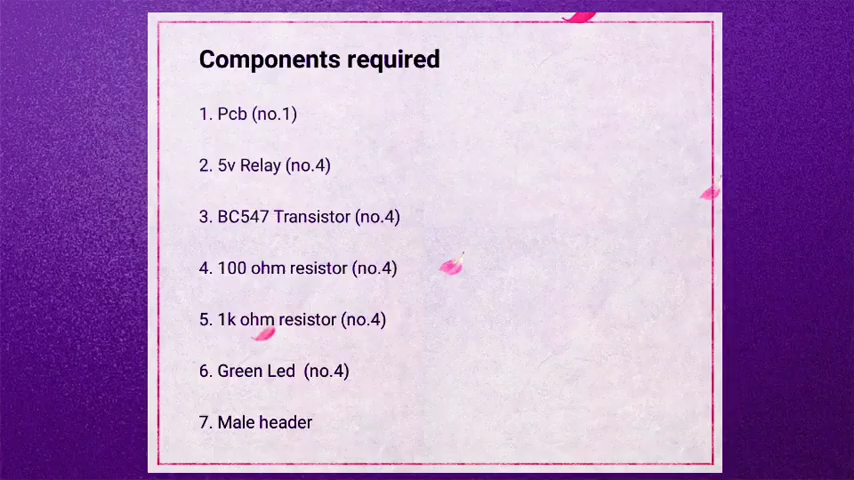 Components required
1. Pcb (no.1)
2. 5v Relay (no.4)
3. BC547 Transistor (no.4)
4. 100 ohm resistor (no.4)
5. 1k ohm resistor (no.4)
6. Green Led (no.4)
7. Male header